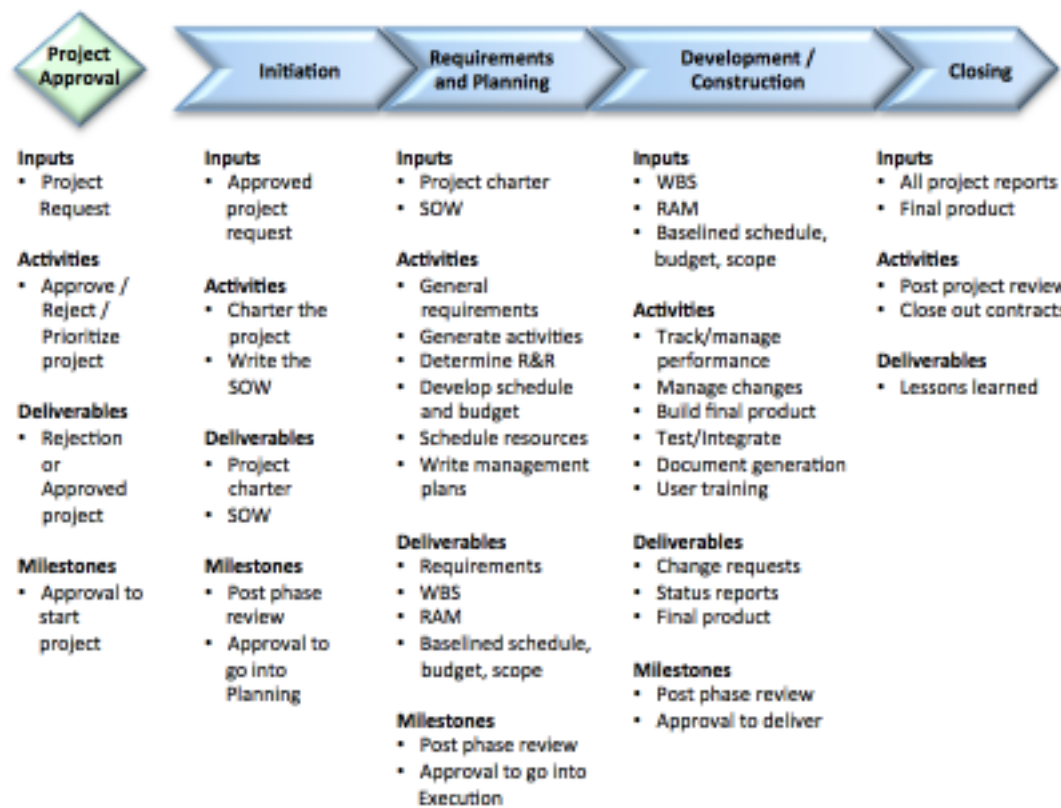 Project
Approval
Initiation
Requirements
and Planning
Development /
Construction
Closing
Inputs
• Project
Request
Activities
• Approve /
Reject /
Prioritize
project
Deliverables
• Rejection
or
Approved
project
Milestones
• Approval to
start
project
Inputs
• Approved
project
request
Activities
• Charter the
project
• Write the
SOW
Deliverables
• Project
charter
• SOW
Milestones
• Post phase
review
• Approval to
go into
Planning
Inputs
• Project charter
• SOW
Activities
• General
requirements
• Generate activities
• Determine R&R
• Develop schedule
and budget
• Schedule resources
• Write management
plans
Deliverables
• Requirements
• WBS
• RAM
• Baselined schedule,
budget, scope
Milestones
• Post phase review
• Approval to go into
Execution
Inputs
• WBS
• RAM
• Baselined schedule,
budget, scope
Activities
• Track/manage
performance
• Manage changes
• Build final product
• Test/Integrate
• Document generation
• User training
Deliverables
• Change requests
• Status reports
• Final product
Milestones
• Post phase review
• Approval to deliver
Inputs
• All project reports
• Final product
Activities
• Post project review
• Close out contracts
Deliverables
• Lessons learned